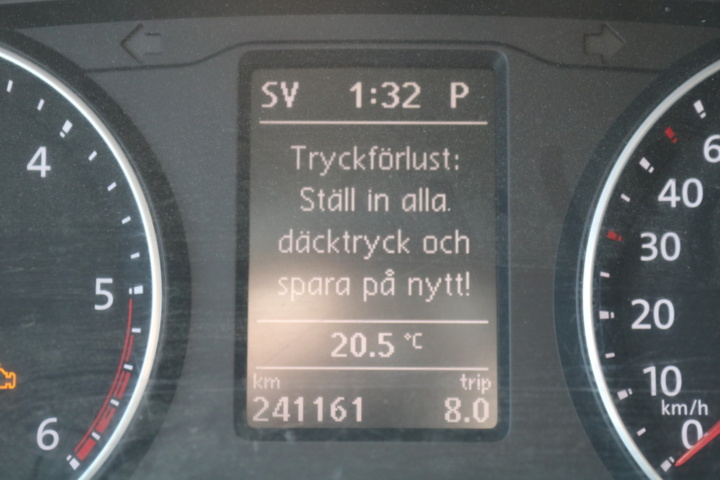 SV 1:32 P
Tryckförlust:
Ställ in alla.
däcktryck och
spara på nytt!
20.5 °C
km trip
241161 8.0
4
5
6
6
40
30
20
10
km/h
0